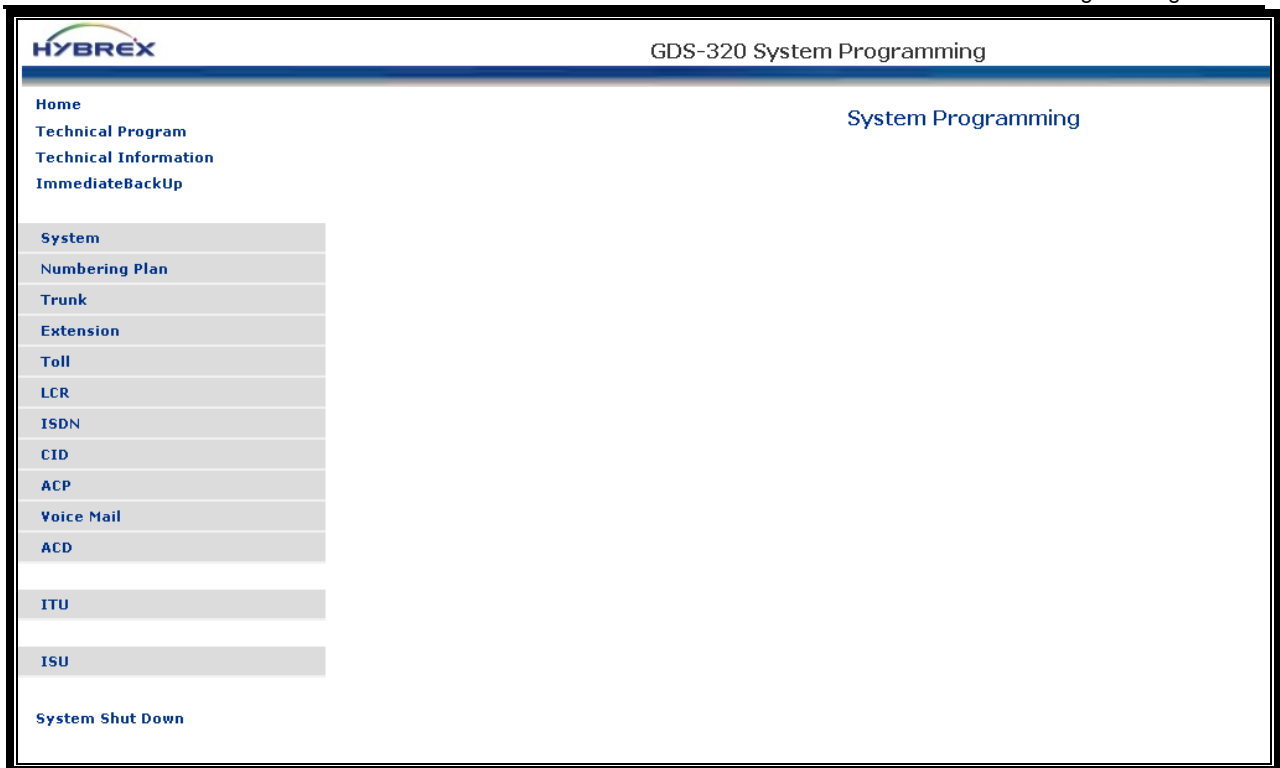 HYBREX
GDS-320 System Programming
Home
Technical Program
Technical Information
ImmediateBackUp
System Programming
System
Numbering Plan
Trunk
Extension
Toll
LCR
ISDN
CID
ACP
Voice Mail
ACD
ITU
ISU
System Shut Down